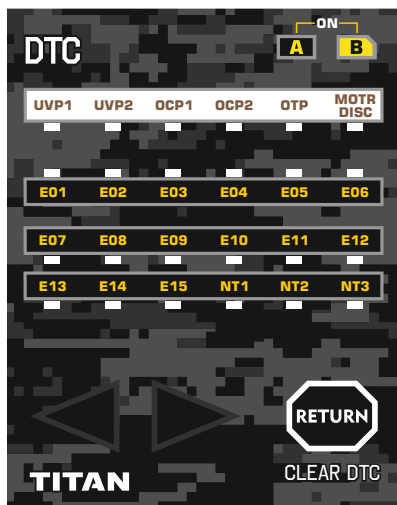 ON
DTC A B
UVP1 UVP2 OCP1 OCP2 OTP MOTR
DISC
E01 E02 E03 E04 E05 E06
E07 E08 E09 E10 E11 E12
E13 E14 E15 NT1 NT2 NT3
RETURN
CLEAR DTC
TITAN